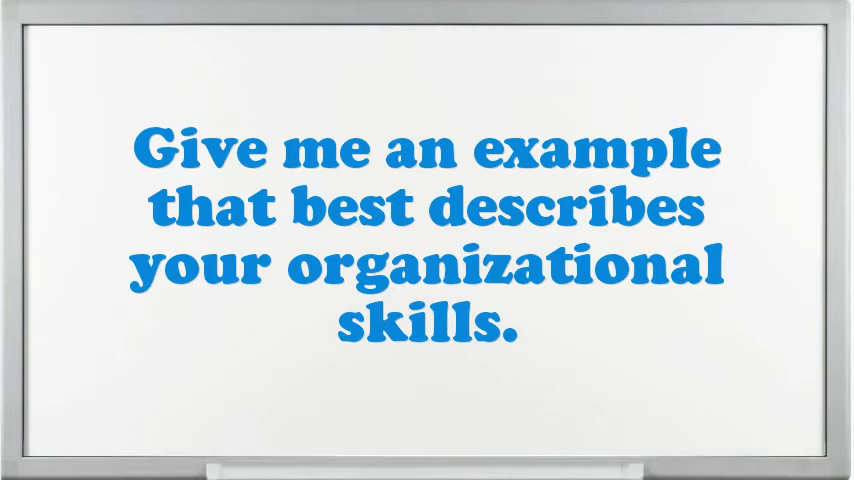 Give me an example
that best describes
your organizational
skills.